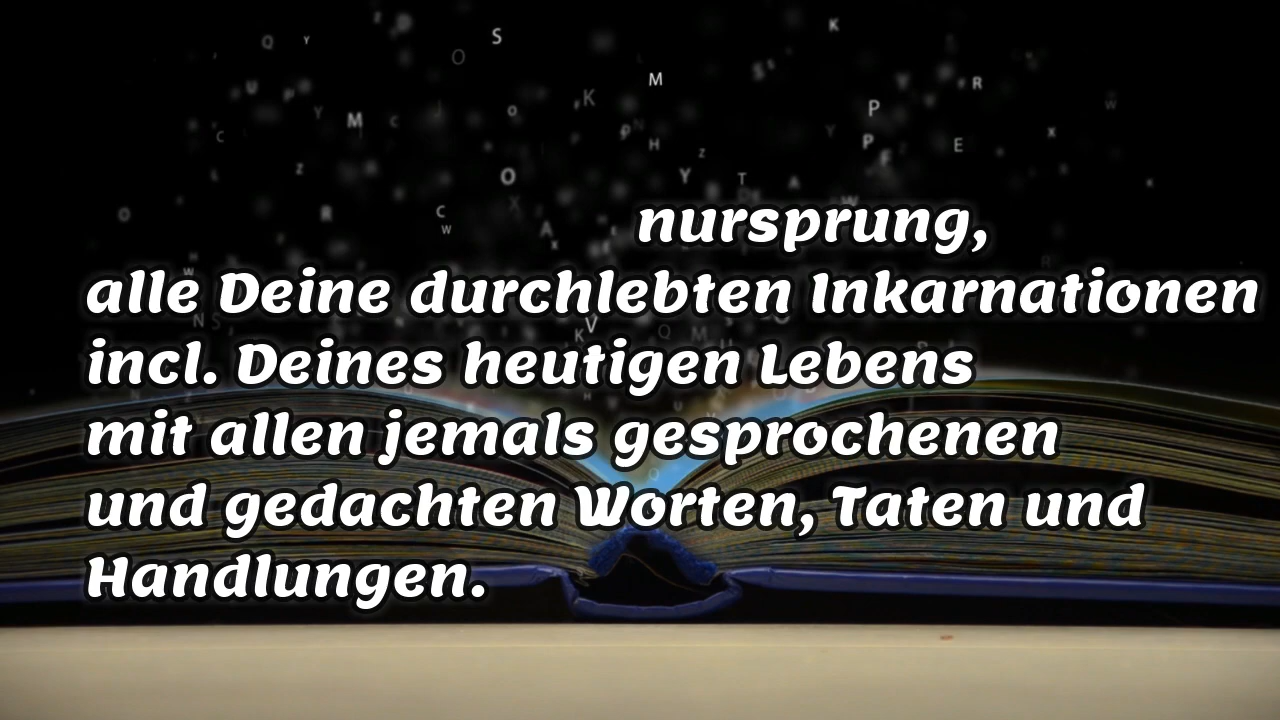 nursprung,
alle Deine durchlebten Inkarnationen
incl. Deines heutigen Lebens
mit allen jemals gesprochenen
und gedachten Worten, Taten und
Handlungen.